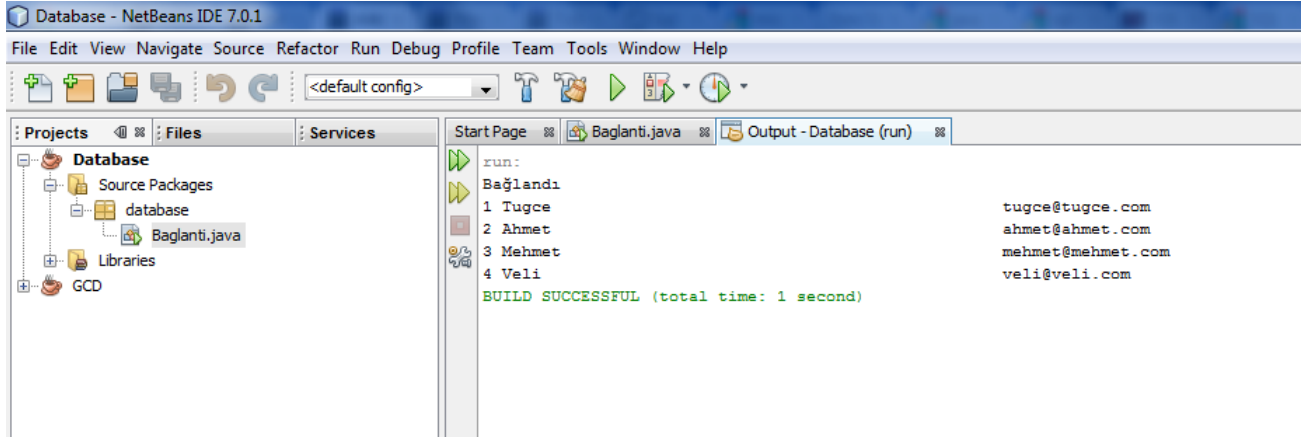 Database - NetBeans IDE 7.0.1
File Edit View Navigate Source Refactor Run Debug Profile Team Tools Window Help
<default config>
Projects Files Services
Database
Source Packages
database
Baglanti.java
Libraries
GCD
Start Page Baglanti.java Output - Database (run)
run:
Bağlandı
1 Tugce tugce@tugce.com
2 Ahmet ahmet@ahmet.com
3 Mehmet mehmet@mehmet.com
4 Veli veli@veli.com
BUILD SUCCESSFUL (total time: 1 second)